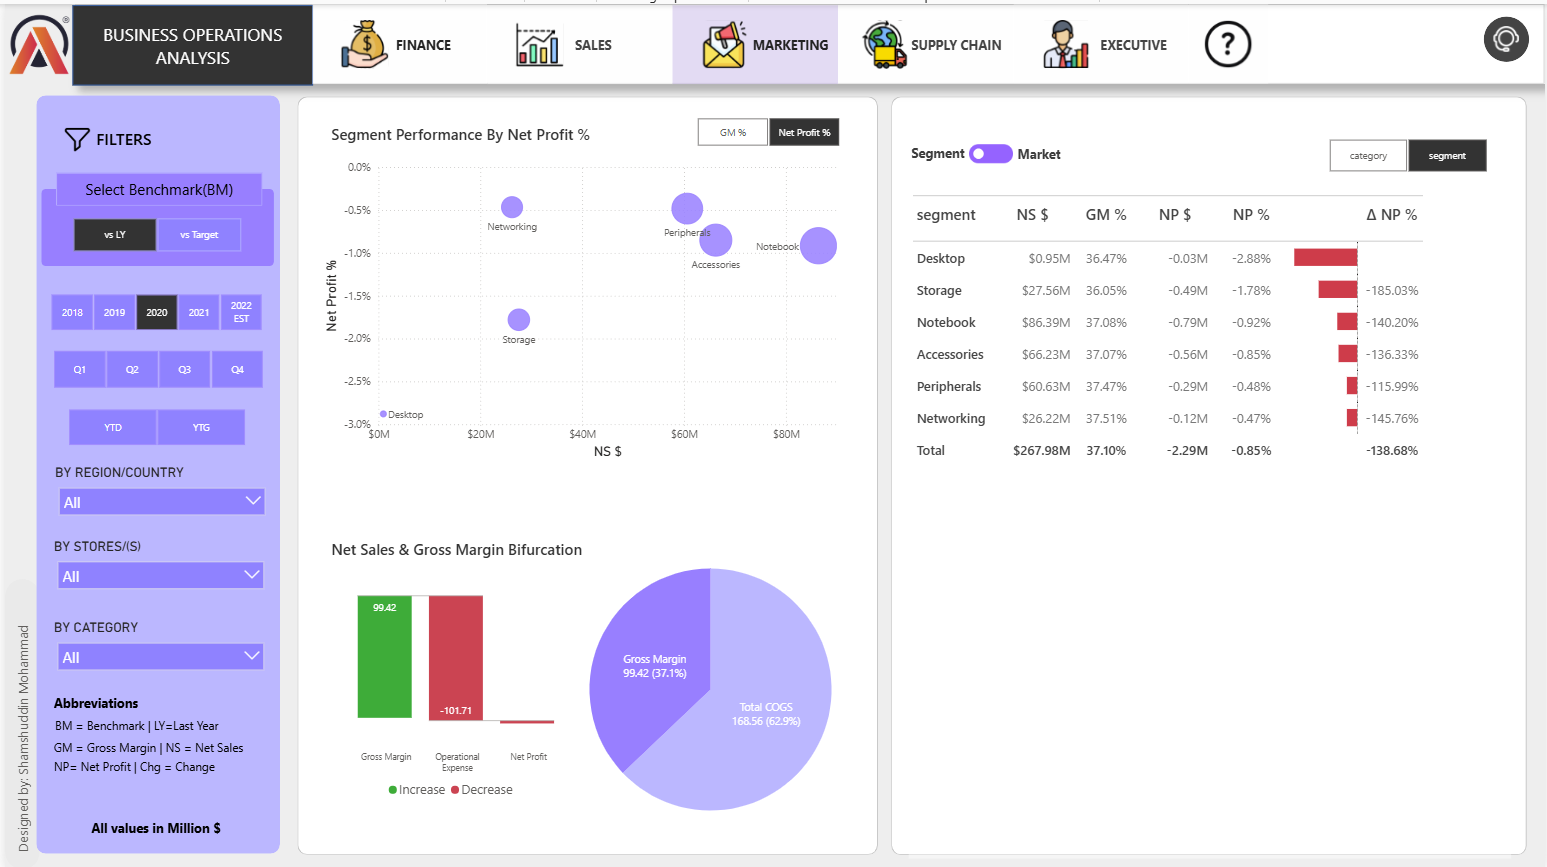 ®
BUSINESS OPERATIONS
ANALYSIS
FINANCE
SALES
MARKETING
SUPPLY CHAIN
EXECUTIVE
?
FILTERS
Select Benchmark(BM)
vs LY
vs Target
2018
2019
2020
2021
2022
EST
Q1
Q2
Q3
Q4
YTD
YTG
BY REGION/COUNTRY
All
BY STORES/(S)
All
BY CATEGORY
All
Abbreviations
BM = Benchmark | LY=Last Year
GM = Gross Margin | NS = Net Sales
NP= Net Profit | Chg = Change
All values in Million $
Designed by: Shamshuddin Mohammad
Segment Performance By Net Profit %
GM %
Net Profit %
Net Profit %
0.0%
-0.5%
-1.0%
-1.5%
-2.0%
-2.5%
-3.0%
Networking
Peripherals
Accessories
Notebook
Storage
Desktop
$0M
$20M
$40M
$60M
$80M
NS $
Net Sales & Gross Margin Bifurcation
99.42
-101.71
Gross Margin
Operational
Expense
Net Profit
Increase
Decrease
Gross Margin
99.42 (37.1%)
Total COGS
168.56 (62.9%)
Segment
Market
category
segment
segment NS $ GM % NP $ NP % Δ NP %
Desktop $0.95M 36.47% -0.03M -2.88%
Storage $27.56M 36.05% -0.49M -1.78% -185.03%
Notebook $86.39M 37.08% -0.79M -0.92% -140.20%
Accessories $66.23M 37.07% -0.56M -0.85% -136.33%
Peripherals $60.63M 37.47% -0.29M -0.48% -115.99%
Networking $26.22M 37.51% -0.12M -0.47% -145.76%
Total $267.98M 37.10% -2.29M -0.85% -138.68%